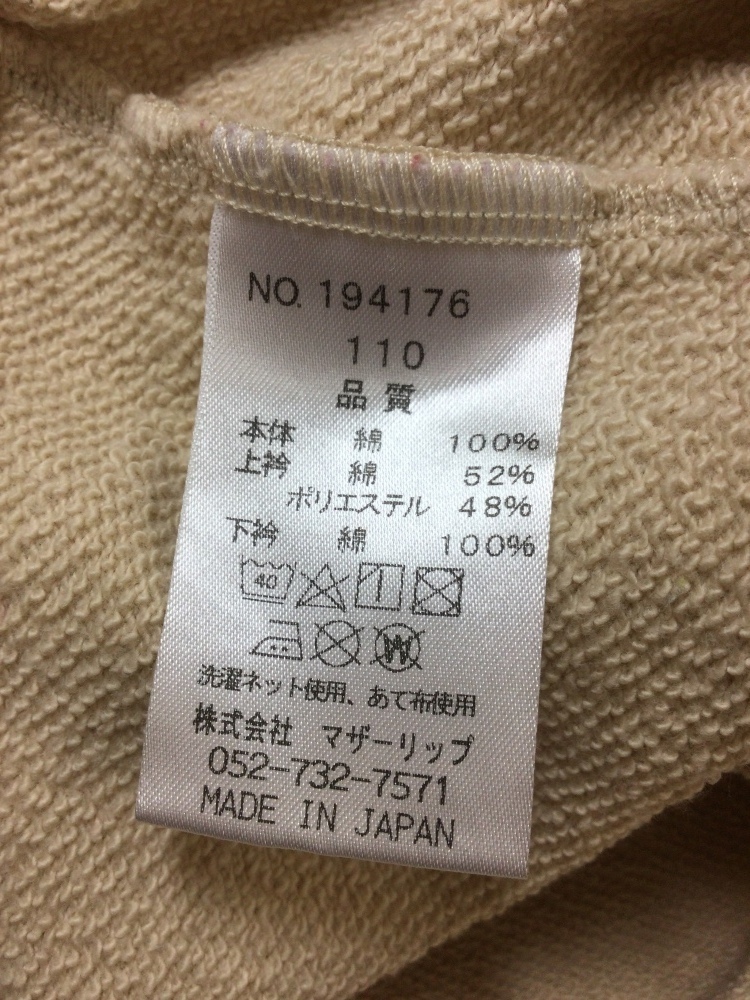 NO. 194176
110
品質
本体 綿 100%
上衿 綿 52%
ポリエステル 48%
下衿 綿 100%
40
W
洗濯ネット使用、あて布使用
株式会社 マザーリップ
052-732-7571
MADE IN JAPAN